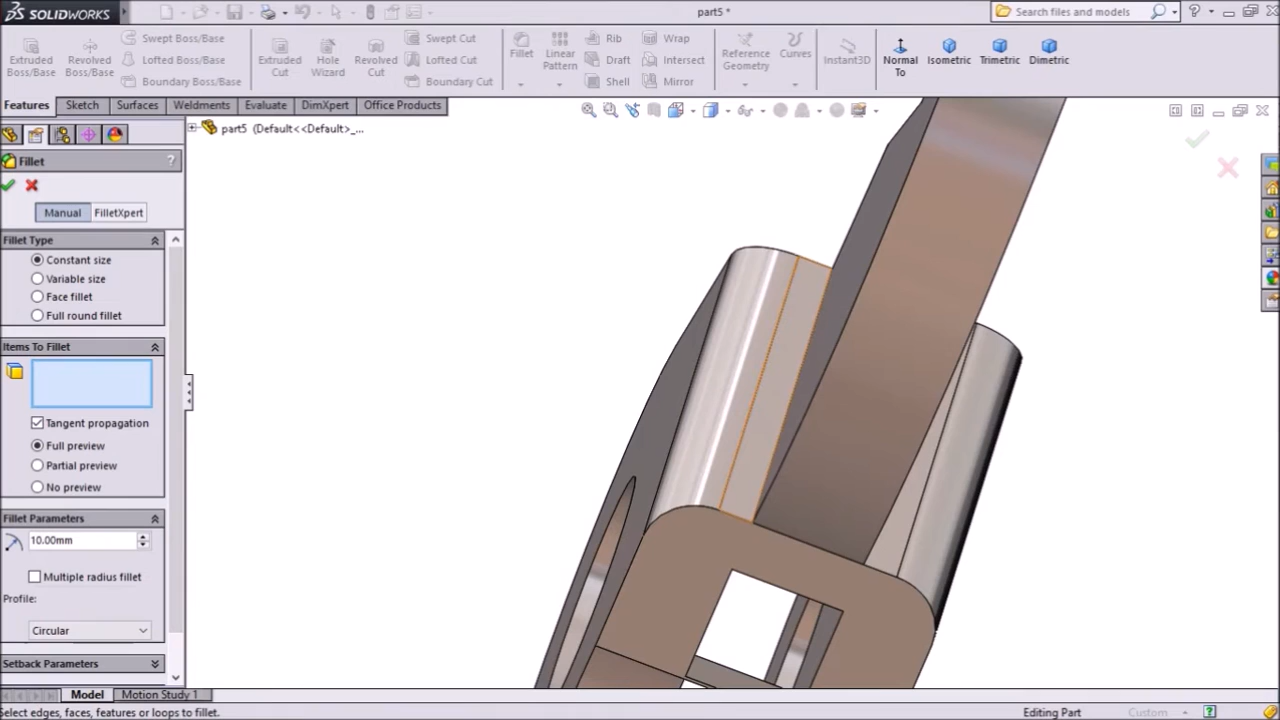 SOLIDWORKS
part5 *
Search files and models
Extruded Boss/Base
Revolved Boss/Base
Swept Boss/Base
Lofted Boss/Base
Boundary Boss/Base
Extruded Cut
Hole Wizard
Revolved Cut
Swept Cut
Lofted Cut
Boundary Cut
Fillet
Linear Pattern
Rib
Draft
Shell
Wrap
Intersect
Mirror
Reference Geometry
Curves
Instant3D
Normal To
Isometric
Trimetric
Dimetric
Features
Sketch
Surfaces
Weldments
Evaluate
DimXpert
Office Products
part5 (Default<<Default>_...
Fillet
?
Manual
FilletXpert
Fillet Type
Constant size
Variable size
Face fillet
Full round fillet
Items To Fillet
Tangent propagation
Full preview
Partial preview
No preview
Fillet Parameters
10.00mm
Multiple radius fillet
Profile:
Circular
Setback Parameters
Model
Motion Study 1
Select edges, faces, features or loops to fillet.
Editing Part
Custom
?